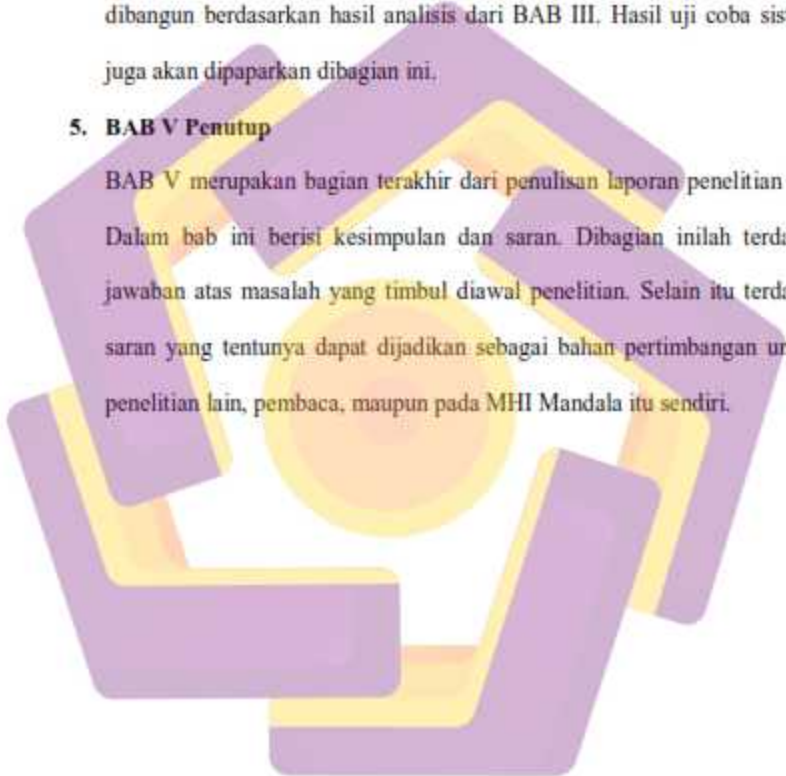 dibangun berdasarkan hasil analisis dari BAB III. Hasil uji coba sis
juga akan dipaparkan dibagian ini.
5. BAB V Penutup
BAB V merupakan bagian terakhir dari penulisan laporan penelitian
Dalam bab ini berisi kesimpulan dan saran. Dibagian inilah terda
jawaban atas masalah yang timbul diawal penelitian. Selain itu terda
saran yang tentunya dapat dijadikan sebagai bahan pertimbangan un
penelitian lain, pembaca, maupun pada MHI Mandala itu sendiri.